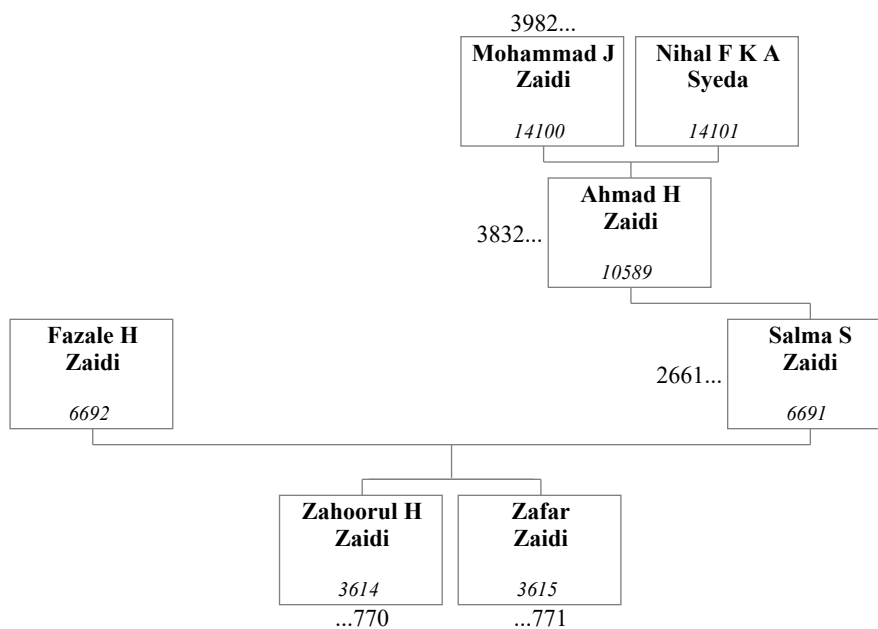 3982...
Mohammad J
Zaidi
14100
Nihal F K A
Syeda
14101
3832...
Ahmad H
Zaidi
10589
Fazale H
Zaidi
6692
2661...
Salma S
Zaidi
6691
Zahoorul H
Zaidi
3614
...770
Zafar
Zaidi
3615
...771